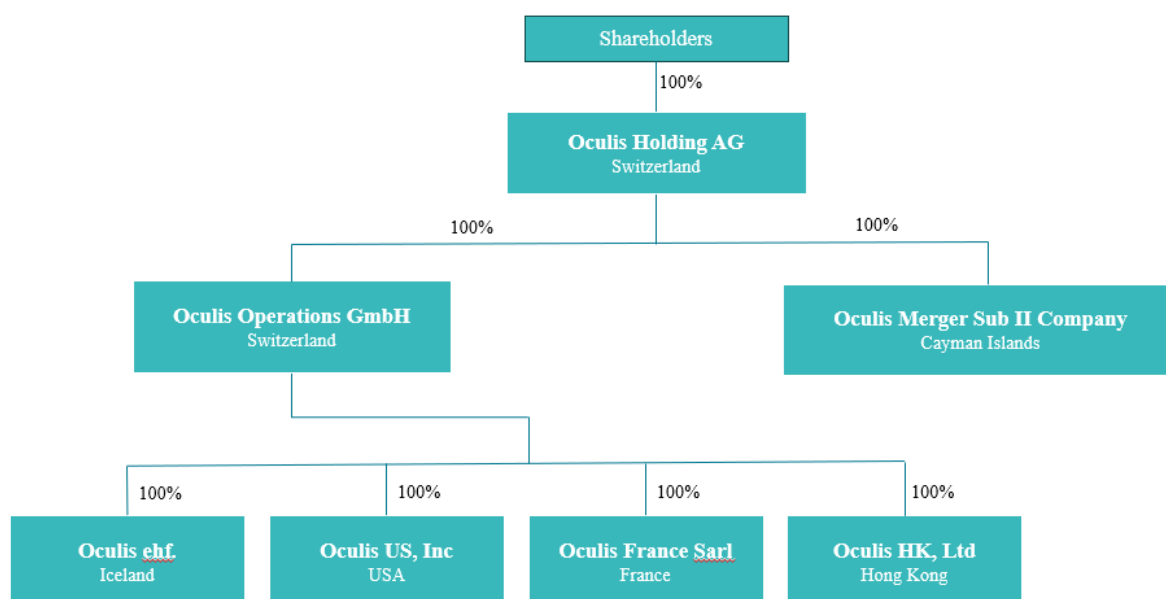 Shareholders
100%
Oculis Holding AG
Switzerland
100%
100%
Oculis Operations GmbH
Switzerland
Oculis Merger Sub II Company
Cayman Islands
100%
100%
100%
100%
Oculis ehf.
Iceland
Oculis US, Inc
USA
Oculis France Sarl
France
Oculis HK, Ltd
Hong Kong